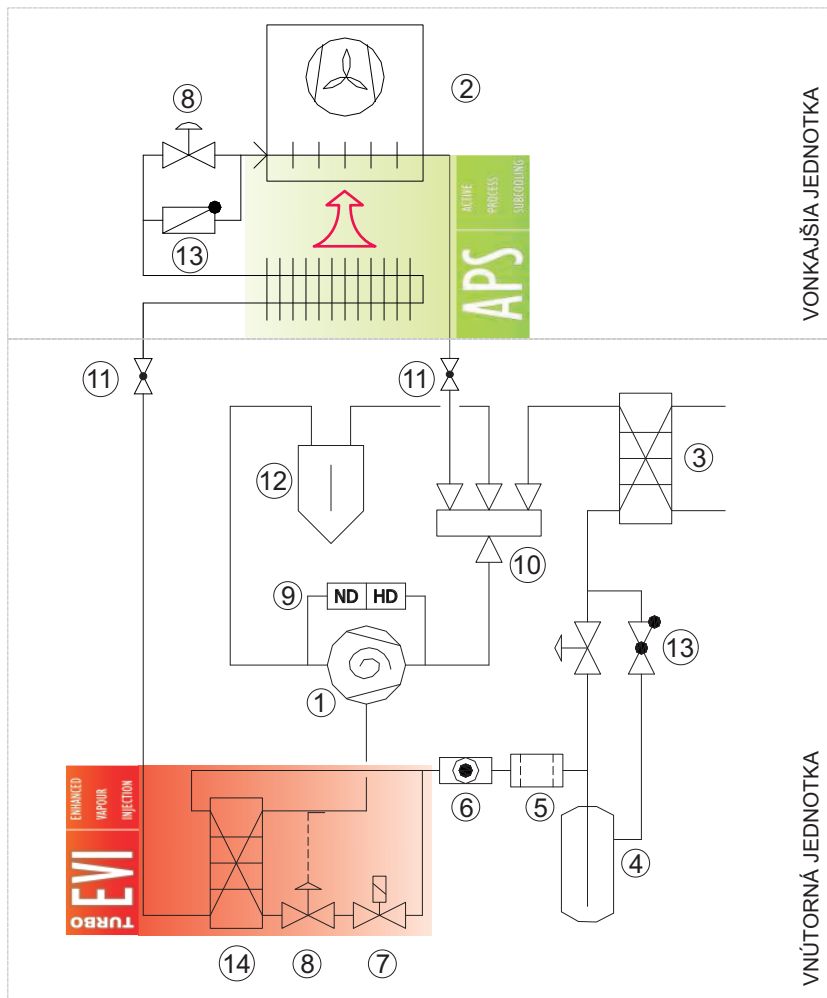 2
8
VONKAJŠIA JEDNOTKA
ACTIVE
PROCESS
SUBCOOLING
APS
13
11
11
3
12
10
9
ND HD
13
1
ENHANCED
VAPOUR
INJECTION
EVI
TURBO
6
5
4
14
8
7
VNÚTORNÁ JEDNOTKA